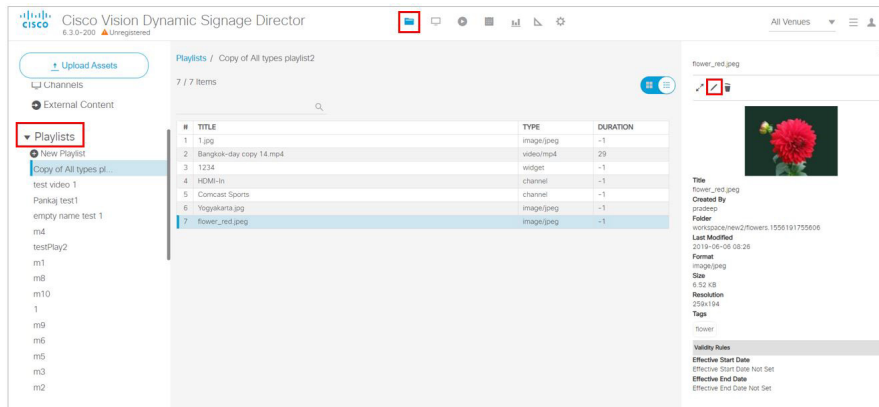 CISCO
Cisco Vision Dynamic Signage Director
6.3.0-200 Unregistered
All Venues
Upload Assets
Channels
External Content
Playlists
New Playlist
Copy of All types pl...
test video 1
Pankaj test1
empty name test 1
m4
testPlay2
m1
m8
m10
1
m9
m6
m5
m3
m2
Playlists / Copy of All types playlist2
7 / 7 Items
# TITLE TYPE DURATION
1 1.jpg image/jpeg -1
2 Bangkok-day copy 14.mp4 video/mp4 29
3 1234 widget -1
4 HDMI-In channel -1
5 Comcast Sports channel -1
6 Yogyakarta.jpg image/jpeg -1
7 flower_red.jpeg image/jpeg -1
flower_red.jpeg
Title
flower_red.jpeg
Created By
pradeep
Folder
workspace/new2/flowers.1556191755606
Last Modified
2019-06-06 08:26
Format
image/jpeg
Size
6.52 KB
Resolution
259x194
Tags
flower
Validity Rules
Effective Start Date
Effective Start Date Not Set
Effective End Date
Effective End Date Not Set